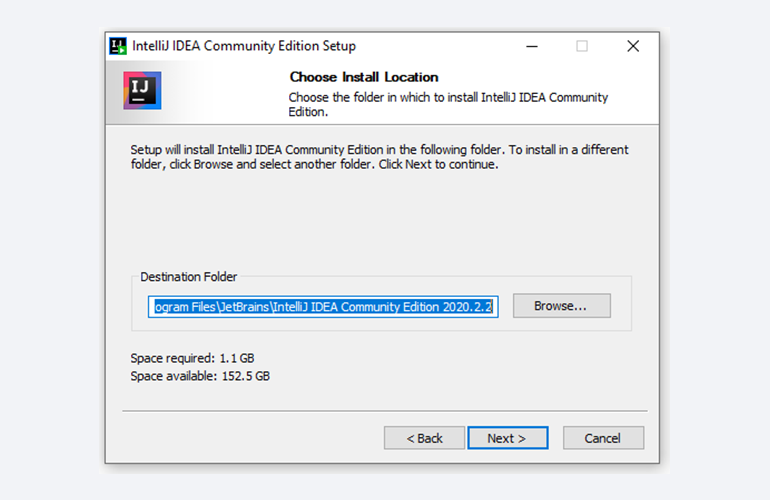 IntelliJ IDEA Community Edition Setup
IJ
Choose Install Location
Choose the folder in which to install IntelliJ IDEA Community
Edition.
Setup will install IntelliJ IDEA Community Edition in the following folder. To install in a different
folder, click Browse and select another folder. Click Next to continue.
Destination Folder
ogram Files\JetBrains\IntelliJ IDEA Community Edition 2020.2.2
Browse...
Space required: 1.1 GB
Space available: 152.5 GB
< Back
Next >
Cancel